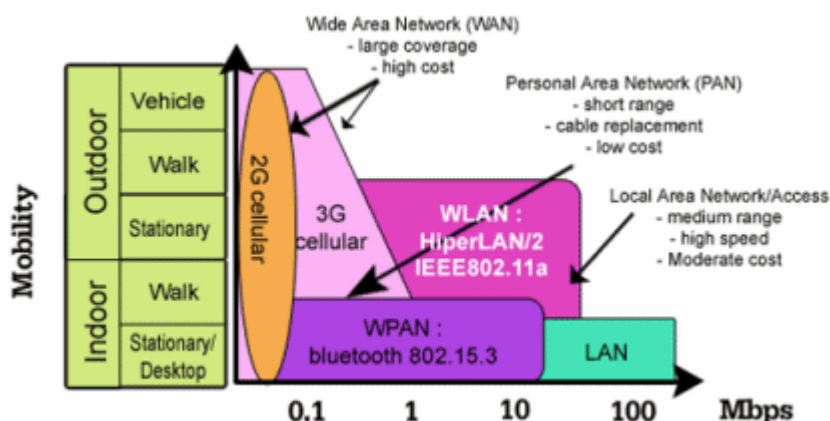 Wide Area Network (WAN)
- large coverage
- high cost
Personal Area Network (PAN)
- short range
- cable replacement
- low cost
Local Area Network/Access
- medium range
- high speed
- Moderate cost
Mobility
Outdoor
Vehicle
Walk
Stationary
Indoor
Walk
Stationary/
Desktop
2G cellular
3G
cellular
WLAN :
HiperLAN/2
IEEE802.11a
WPAN :
bluetooth 802.15.3
LAN
0.1 1 10 100 Mbps